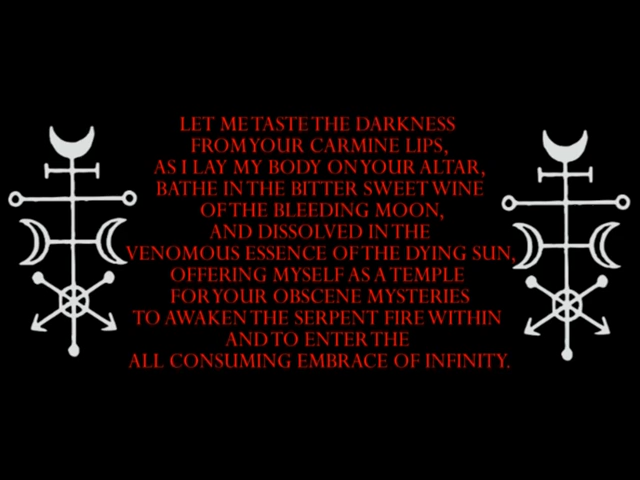 LET ME TASTE THE DARKNESS
FROM YOUR CARMINE LIPS,
AS I LAY MY BODY ON YOUR ALTAR,
BATHE IN THE BITTER SWEET WINE
OF THE BLEEDING MOON,
AND DISSOLVED IN THE
VENOMOUS ESSENCE OF THE DYING SUN,
OFFERING MYSELF AS A TEMPLE
FOR YOUR OBSCENE MYSTERIES
TO AWAKEN THE SERPENT FIRE WITHIN
AND TO ENTER THE
ALL CONSUMING EMBRACE OF INFINITY.